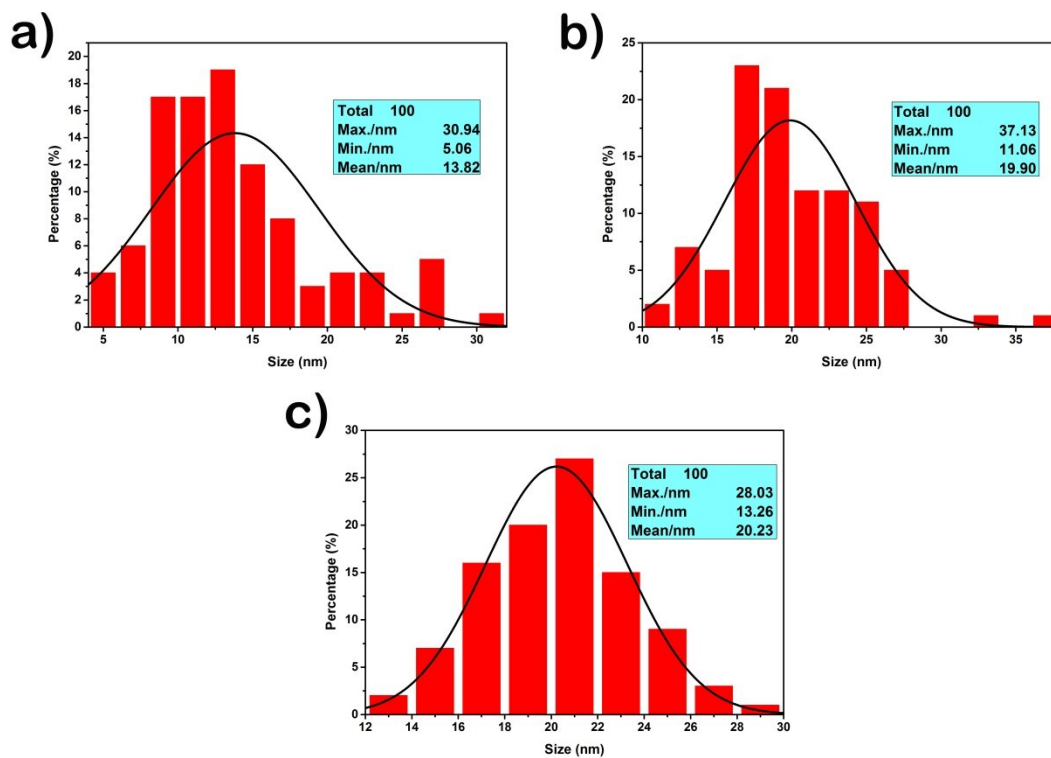 a)
20
18
16
14
12
10
8
6
4
2
0
Percentage (%)
Total 100
Max./nm 30.94
Min./nm 5.06
Mean/nm 13.82
5 10 15 20 25 30
Size (nm)
b)
25
20
15
10
5
0
Percentage (%)
Total 100
Max./nm 37.13
Min./nm 11.06
Mean/nm 19.90
10 15 20 25 30 35
Size (nm)
c)
30
25
20
15
10
5
0
Percentage (%)
Total 100
Max./nm 28.03
Min./nm 13.26
Mean/nm 20.23
12 14 16 18 20 22 24 26 28 30
Size (nm)